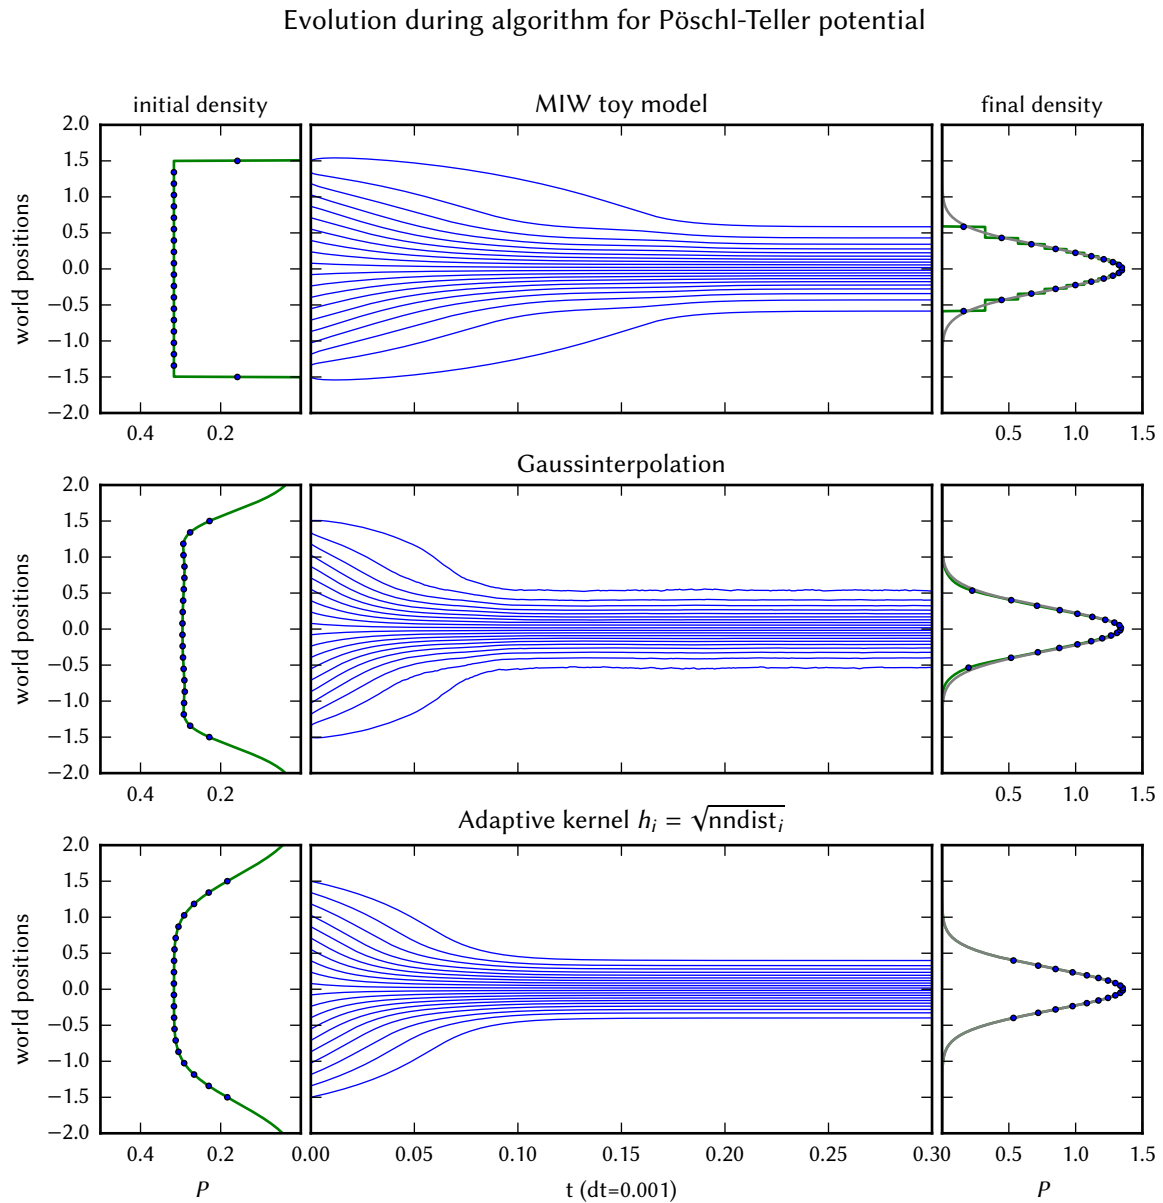 Evolution during algorithm for Pöschl-Teller potential
initial density
MIW toy model
final density
world positions
2.0
1.5
1.0
0.5
0.0
−0.5
−1.0
−1.5
−2.0
0.4 0.2
0.5 1.0 1.5
Gaussinterpolation
world positions
2.0
1.5
1.0
0.5
0.0
−0.5
−1.0
−1.5
−2.0
0.4 0.2
0.5 1.0 1.5
Adaptive kernel h_i = √nndist_i
world positions
2.0
1.5
1.0
0.5
0.0
−0.5
−1.0
−1.5
−2.0
0.4 0.2
0.00 0.05 0.10 0.15 0.20 0.25 0.30
0.5 1.0 1.5
P
t (dt=0.001)
P